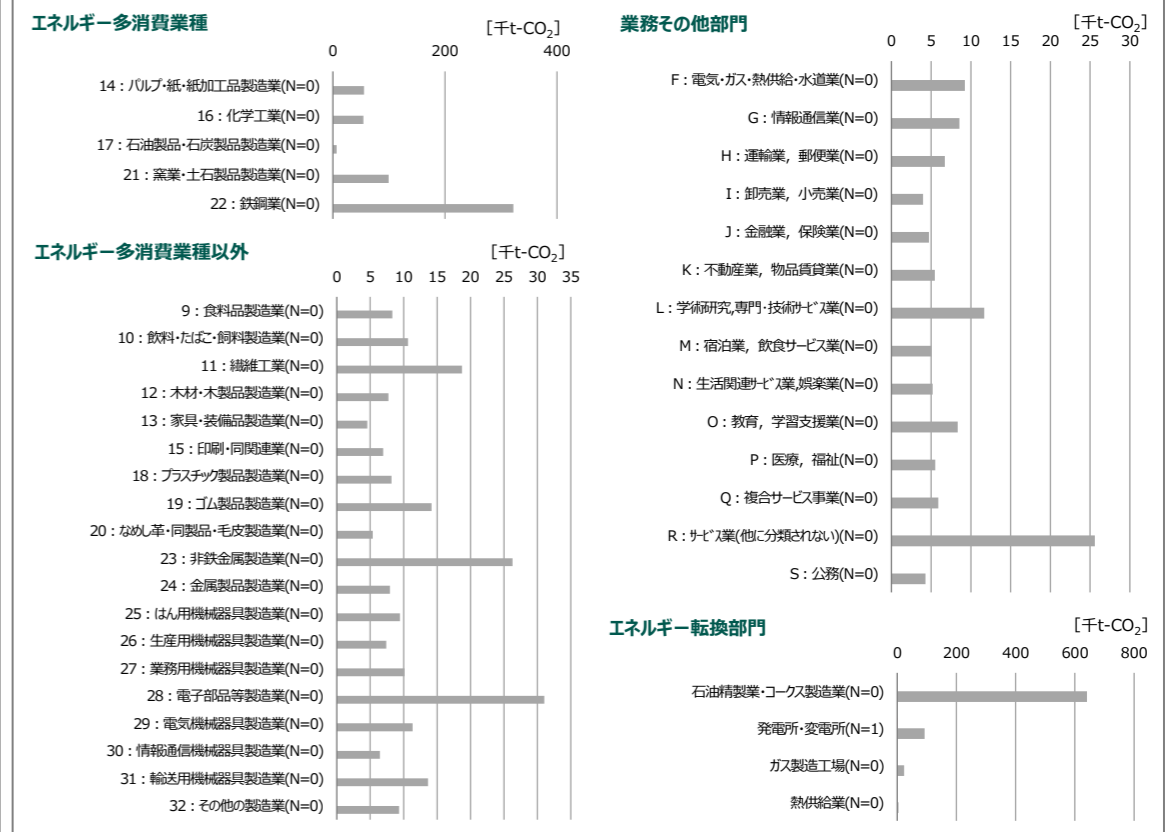 エネルギー多消費業種
[千t-CO₂]
0 200 400
14：パルプ・紙・紙加工品製造業(N=0)
16：化学工業(N=0)
17：石油製品・石炭製品製造業(N=0)
21：窯業・土石製品製造業(N=0)
22：鉄鋼業(N=0)
エネルギー多消費業種以外
[千t-CO₂]
0 5 10 15 20 25 30 35
9：食料品製造業(N=0)
10：飲料・たばこ・飼料製造業(N=0)
11：繊維工業(N=0)
12：木材・木製品製造業(N=0)
13：家具・装備品製造業(N=0)
15：印刷・同関連業(N=0)
18：プラスチック製品製造業(N=0)
19：ゴム製品製造業(N=0)
20：なめし革・同製品・毛皮製造業(N=0)
23：非鉄金属製造業(N=0)
24：金属製品製造業(N=0)
25：はん用機械器具製造業(N=0)
26：生産用機械器具製造業(N=0)
27：業務用機械器具製造業(N=0)
28：電子部品等製造業(N=0)
29：電気機械器具製造業(N=0)
30：情報通信機械器具製造業(N=0)
31：輸送用機械器具製造業(N=0)
32：その他の製造業(N=0)
業務その他部門
[千t-CO₂]
0 5 10 15 20 25 30
F：電気・ガス・熱供給・水道業(N=0)
G：情報通信業(N=0)
H：運輸業，郵便業(N=0)
I：卸売業，小売業(N=0)
J：金融業，保険業(N=0)
K：不動産業，物品賃貸業(N=0)
L：学術研究,専門・技術ｻｰﾋﾞｽ業(N=0)
M：宿泊業，飲食サービス業(N=0)
N：生活関連ｻｰﾋﾞｽ業,娯楽業(N=0)
O：教育，学習支援業(N=0)
P：医療，福祉(N=0)
Q：複合サービス事業(N=0)
R：ｻｰﾋﾞｽ業(他に分類されない)(N=0)
S：公務(N=0)
エネルギー転換部門
[千t-CO₂]
0 200 400 600 800
石油精製業・コークス製造業(N=0)
発電所・変電所(N=1)
ガス製造工場(N=0)
熱供給業(N=0)